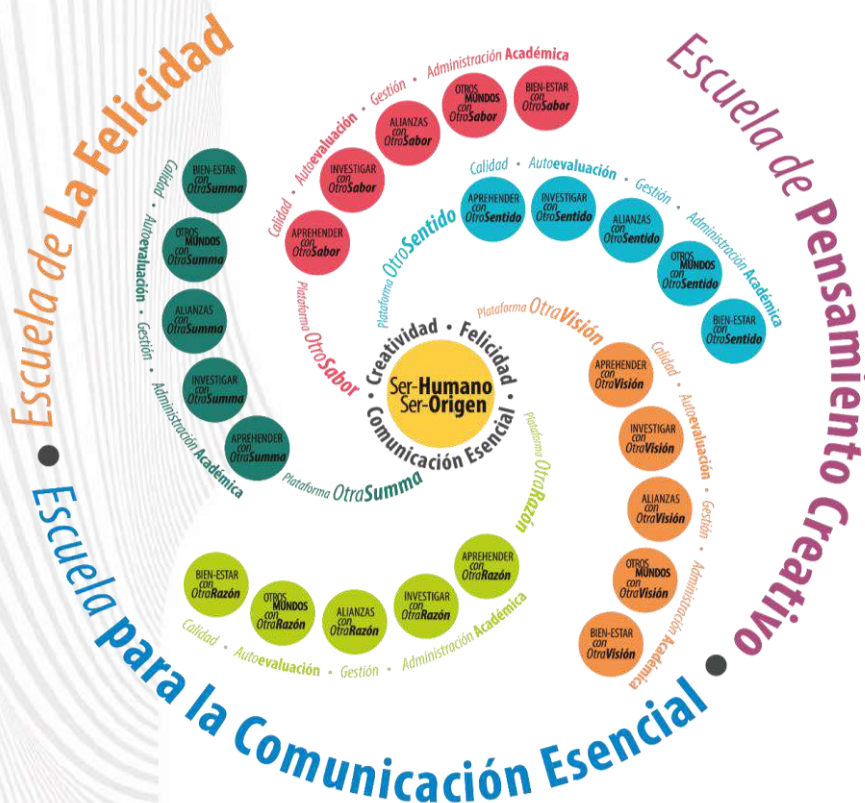 Escuela de La Felicidad
Escuela de Pensamiento Creativo
Escuela para la Comunicación Esencial
Creatividad • Felicidad •
Comunicación Esencial
Ser-Humano
Ser-Origen
Plataforma OtroSabor
Calidad • Autoevaluación • Gestión • Administración Académica
APREHENDER
con
OtroSabor
INVESTIGAR
con
OtroSabor
ALIANZAS
con
OtroSabor
OTROS
MUNDOS
con
OtroSabor
BIEN-ESTAR
con
OtroSabor
Plataforma OtroSentido
Calidad • Autoevaluación • Gestión • Administración Académica
APREHENDER
con
OtroSentido
INVESTIGAR
con
OtroSentido
ALIANZAS
con
OtroSentido
OTROS
MUNDOS
con
OtroSentido
BIEN-ESTAR
con
OtroSentido
Plataforma OtraVisión
Calidad • Autoevaluación • Gestión • Administración Académica
APREHENDER
con
OtraVisión
INVESTIGAR
con
OtraVisión
ALIANZAS
con
OtraVisión
OTROS
MUNDOS
con
OtraVisión
BIEN-ESTAR
con
OtraVisión
Plataforma OtraRazón
APREHENDER
con
OtraRazón
INVESTIGAR
con
OtraRazón
ALIANZAS
con
OtraRazón
OTROS
MUNDOS
con
OtraRazón
BIEN-ESTAR
con
OtraRazón
Calidad • Autoevaluación • Gestión • Administración Académica
Plataforma OtraSumma
BIEN-ESTAR
con
OtraSumma
OTROS
MUNDOS
con
OtraSumma
ALIANZAS
con
OtraSumma
INVESTIGAR
con
OtraSumma
APREHENDER
con
OtraSumma
Calidad • Autoevaluación • Gestión • Administración Académica